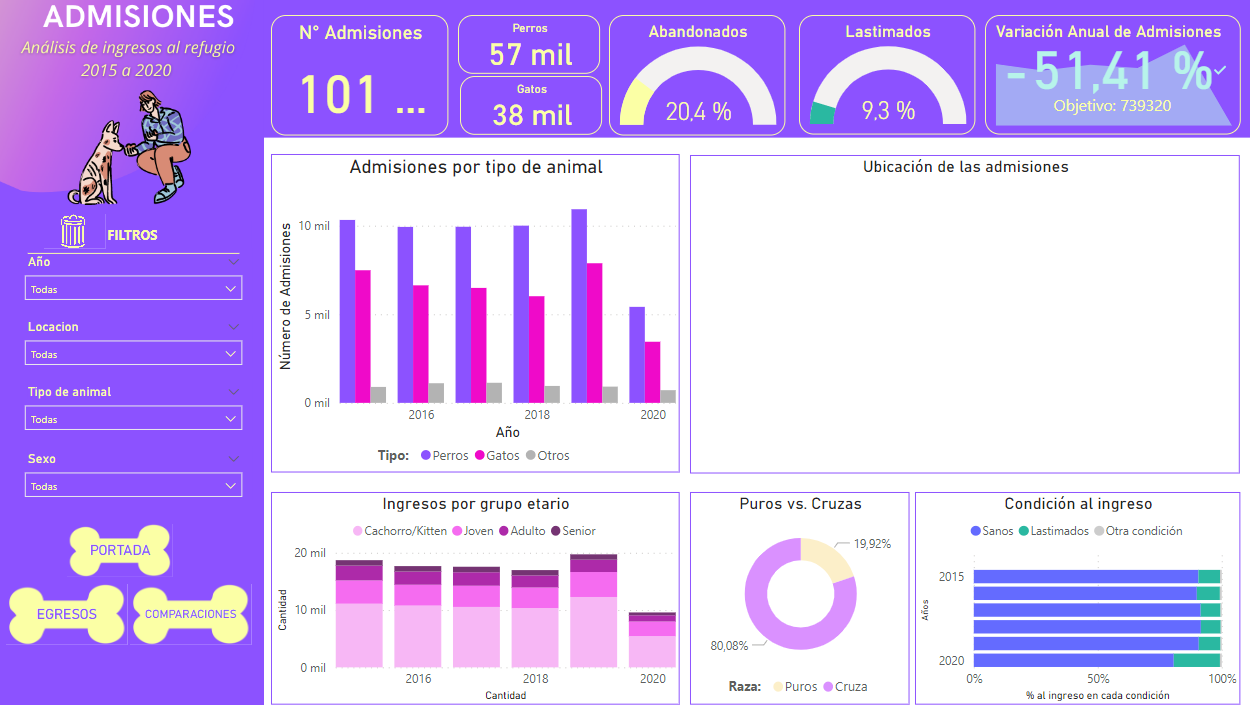 ADMISIONES
Análisis de ingresos al refugio
2015 a 2020
FILTROS
Año
Todas
Locacion
Todas
Tipo de animal
Todas
Sexo
Todas
PORTADA
EGRESOS
COMPARACIONES
N° Admisiones
101 ...
Perros
57 mil
Gatos
38 mil
Abandonados
20,4 %
Lastimados
9,3 %
Variación Anual de Admisiones
-51,41 %
Objetivo: 739320
Admisiones por tipo de animal
Número de Admisiones
10 mil
5 mil
0 mil
2016 2018 2020
Año
Tipo: Perros Gatos Otros
Ubicación de las admisiones
Ingresos por grupo etario
Cachorro/Kitten Joven Adulto Senior
Cantidad
20 mil
10 mil
0 mil
2016 2018 2020
Cantidad
Puros vs. Cruzas
19,92%
80,08%
Raza: Puros Cruza
Condición al ingreso
Sanos Lastimados Otra condición
Años
2015
2020
0% 50% 100%
% al ingreso en cada condición